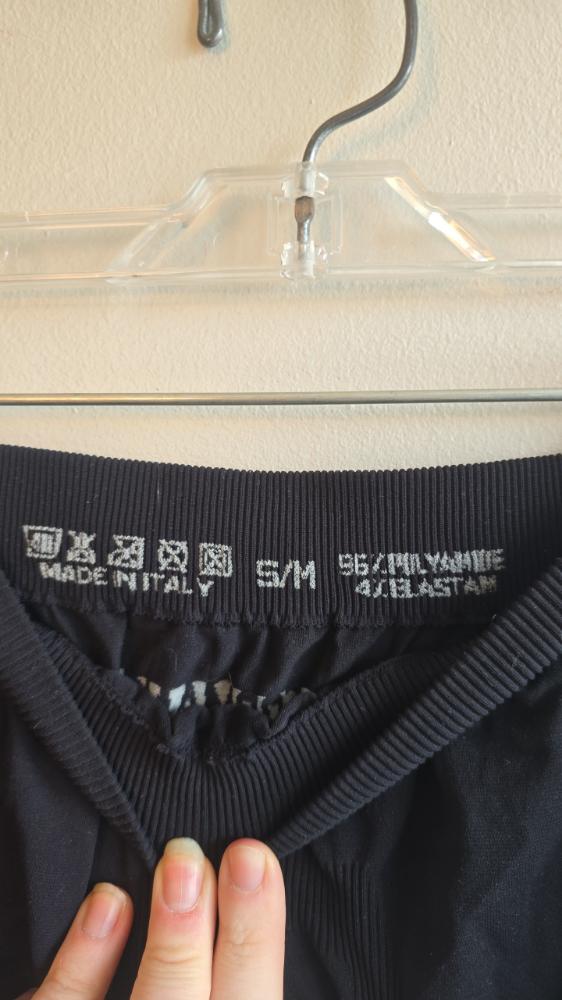 MADE IN ITALY
S/M
96% POLYAMIDE
4% ELASTAN